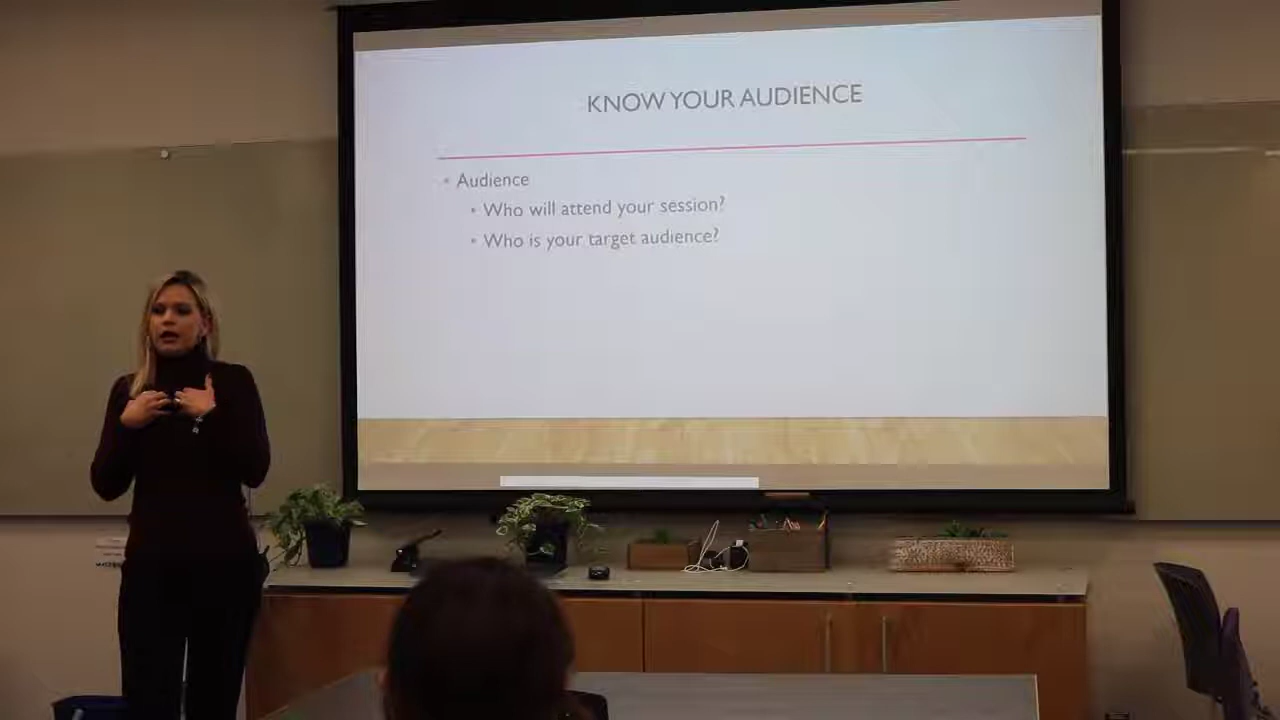 KNOW YOUR AUDIENCE
• Audience
• Who will attend your session?
• Who is your target audience?